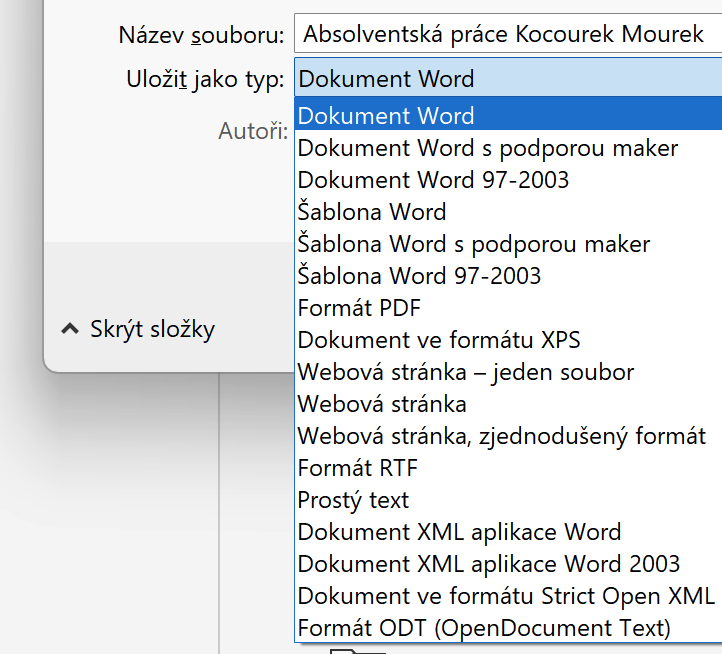 Název souboru: Absolventská práce Kocourek Mourek
Uložit jako typ: Dokument Word
Autoři:
Dokument Word
Dokument Word s podporou maker
Dokument Word 97-2003
Šablona Word
Šablona Word s podporou maker
Šablona Word 97-2003
Formát PDF
Skrýt složky
Dokument ve formátu XPS
Webová stránka – jeden soubor
Webová stránka
Webová stránka, zjednodušený formát
Formát RTF
Prostý text
Dokument XML aplikace Word
Dokument XML aplikace Word 2003
Dokument ve formátu Strict Open XML
Formát ODT (OpenDocument Text)